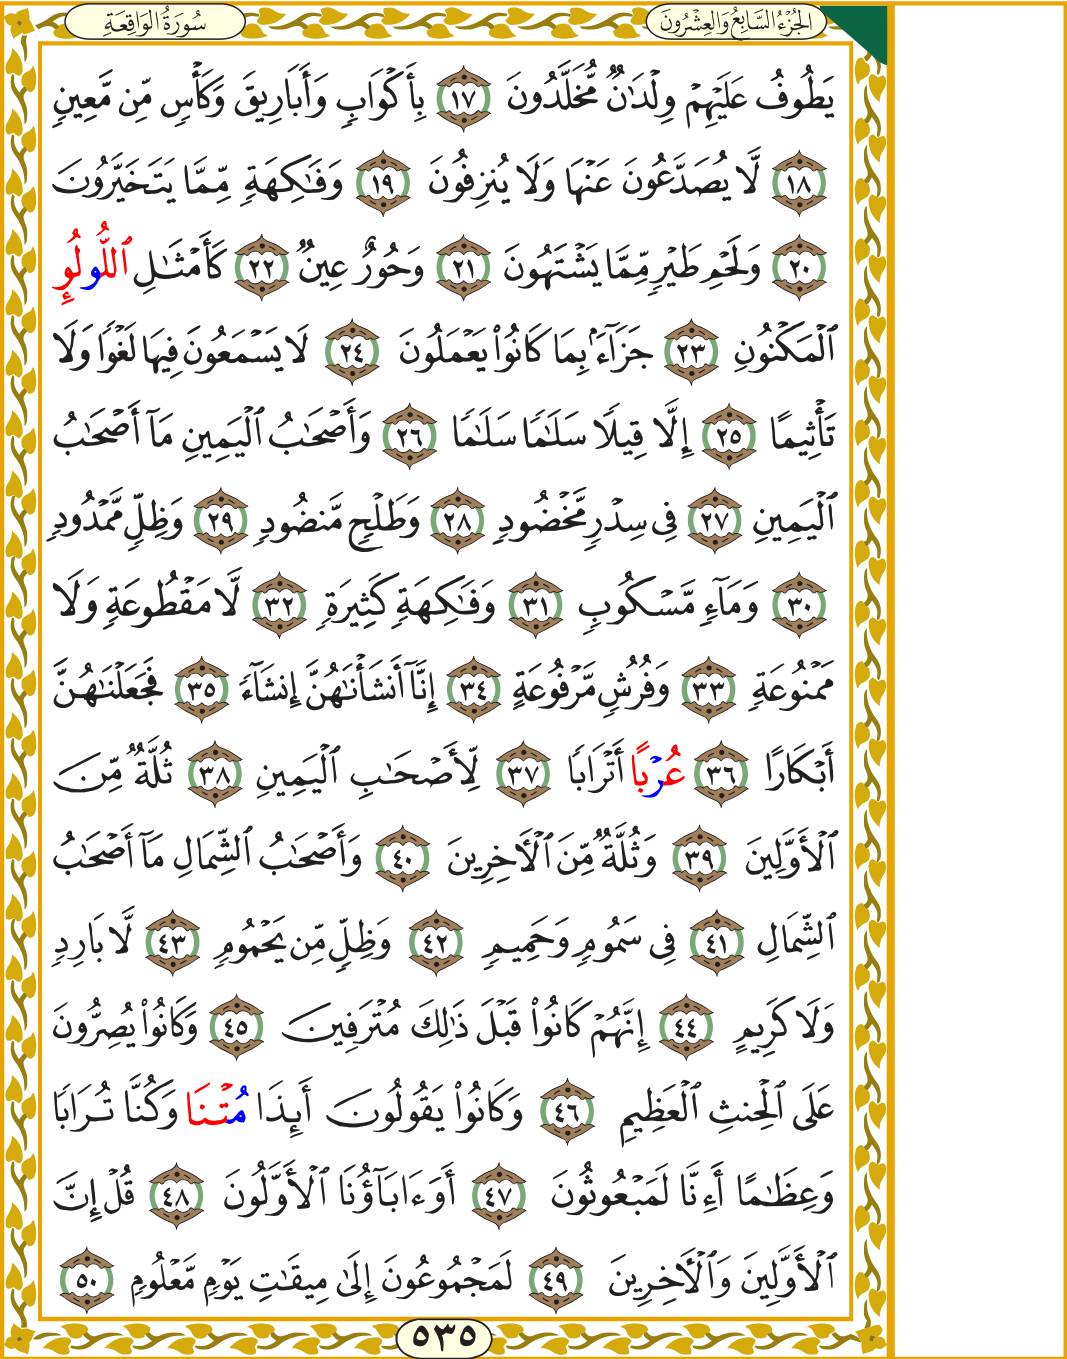 الجُزْءُ السَّابِعُ وَالعِشْرُونَ
سُورَةُ الوَاقِعَةِ
يَطُوفُ عَلَيْهِمْ وِلْدَٰنٌ مُّخَلَّدُونَ ١٧ بِأَكْوَابٍ وَأَبَارِيقَ وَكَأْسٍ مِّن مَّعِينٍ
١٨ لَّا يُصَدَّعُونَ عَنْهَا وَلَا يُنزِفُونَ ١٩ وَفَٰكِهَةٍ مِّمَّا يَتَخَيَّرُونَ
٢٠ وَلَحْمِ طَيْرٍ مِّمَّا يَشْتَهُونَ ٢١ وَحُورٌ عِينٌ ٢٢ كَأَمْثَٰلِ ٱللُّولُوِٕ
ٱلْمَكْنُونِ ٢٣ جَزَآءًۢ بِمَا كَانُوا۟ يَعْمَلُونَ ٢٤ لَا يَسْمَعُونَ فِيهَا لَغْوًا وَلَا
تَأْثِيمًا ٢٥ إِلَّا قِيلًا سَلَٰمًا سَلَٰمًا ٢٦ وَأَصْحَٰبُ ٱلْيَمِينِ مَآ أَصْحَٰبُ
ٱلْيَمِينِ ٢٧ فِى سِدْرٍ مَّخْضُودٍ ٢٨ وَطَلْحٍ مَّنضُودٍ ٢٩ وَظِلٍّ مَّمْدُودٍ
٣٠ وَمَآءٍ مَّسْكُوبٍ ٣١ وَفَٰكِهَةٍ كَثِيرَةٍ ٣٢ لَّا مَقْطُوعَةٍ وَلَا
مَمْنُوعَةٍ ٣٣ وَفُرُشٍ مَّرْفُوعَةٍ ٣٤ إِنَّآ أَنشَأْنَٰهُنَّ إِنشَآءً ٣٥ فَجَعَلْنَٰهُنَّ
أَبْكَارًا ٣٦ عُرْبًا أَتْرَابًا ٣٧ لِّأَصْحَٰبِ ٱلْيَمِينِ ٣٨ ثُلَّةٌ مِّنَ
ٱلْأَوَّلِينَ ٣٩ وَثُلَّةٌ مِّنَ ٱلْأَخِرِينَ ٤٠ وَأَصْحَٰبُ ٱلشِّمَالِ مَآ أَصْحَٰبُ
ٱلشِّمَالِ ٤١ فِى سَمُومٍ وَحَمِيمٍ ٤٢ وَظِلٍّ مِّن يَحْمُومٍ ٤٣ لَّا بَارِدٍ
وَلَا كَرِيمٍ ٤٤ إِنَّهُمْ كَانُوا۟ قَبْلَ ذَٰلِكَ مُتْرَفِينَ ٤٥ وَكَانُوا۟ يُصِرُّونَ
عَلَى ٱلْحِنثِ ٱلْعَظِيمِ ٤٦ وَكَانُوا۟ يَقُولُونَ أَئِذَا مُتْنَا وَكُنَّا تُرَابًا
وَعِظَٰمًا أَءِنَّا لَمَبْعُوثُونَ ٤٧ أَوَءَابَآؤُنَا ٱلْأَوَّلُونَ ٤٨ قُلْ إِنَّ
ٱلْأَوَّلِينَ وَٱلْأَخِرِينَ ٤٩ لَمَجْمُوعُونَ إِلَىٰ مِيقَٰتِ يَوْمٍ مَّعْلُومٍ ٥٠
٥٣٥